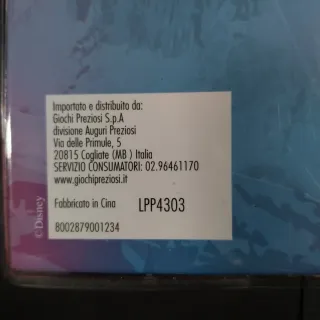 Importato e distribuito da:
Giochi Preziosi S.p.A
divisione Auguri Preziosi
Via delle Primule, 5
20815 Cogliate (MB ) Italia
SERVIZIO CONSUMATORI: 02.96461170
www.giochipreziosi.it
Fabbricato in Cina LPP4303
8002879001234
©Disney